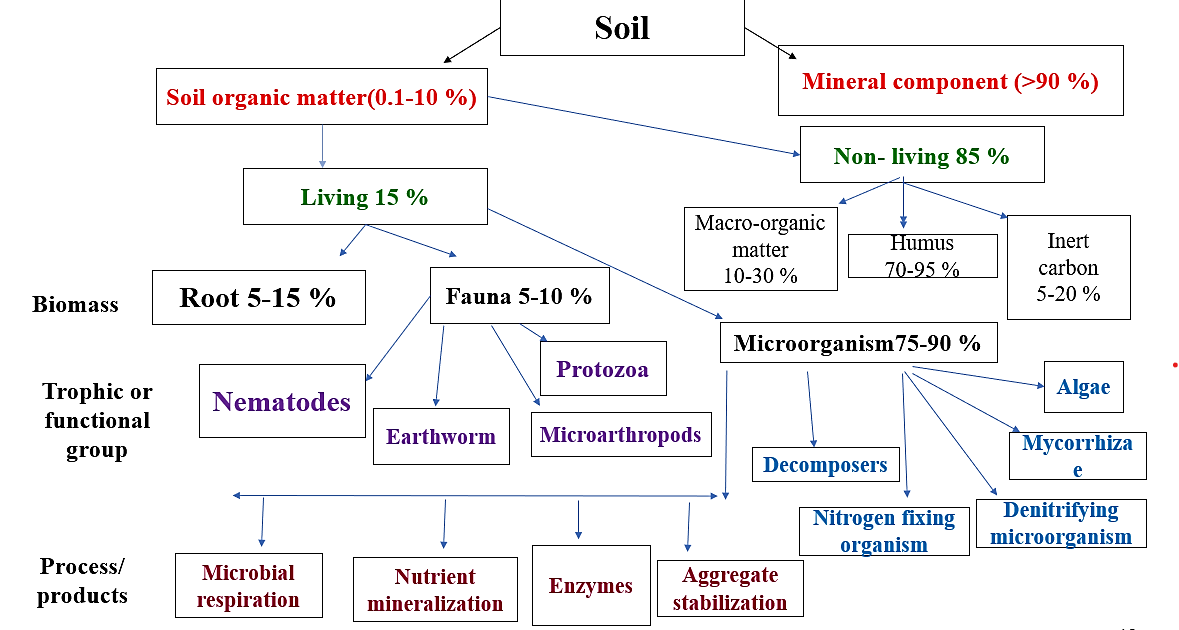 Soil
Soil organic matter(0.1-10 %)
Mineral component (>90 %)
Non- living 85 %
Living 15 %
Macro-organic
matter
10-30 %
Humus
70-95 %
Inert
carbon
5-20 %
Biomass
Root 5-15 %
Fauna 5-10 %
Microorganism75-90 %
Trophic or
functional
group
Nematodes
Earthworm
Protozoa
Microarthropods
Algae
Mycorrhiza
e
Decomposers
Nitrogen fixing
organism
Denitrifying
microorganism
Process/
products
Microbial
respiration
Nutrient
mineralization
Enzymes
Aggregate
stabilization